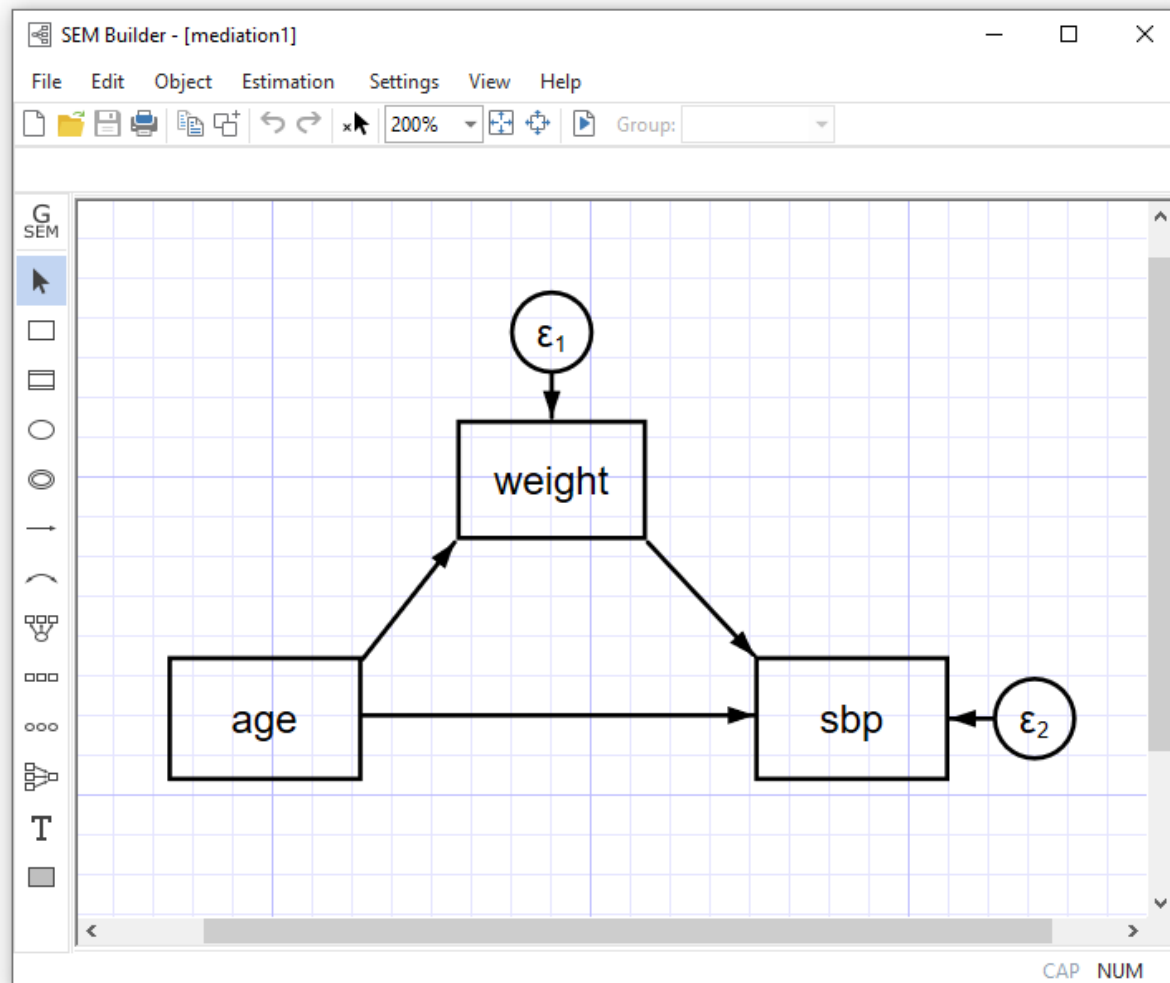 SEM Builder - [mediation1]
File Edit Object Estimation Settings View Help
200% Group:
G
SEM
T
ε1
weight
age
sbp
ε2
CAP NUM